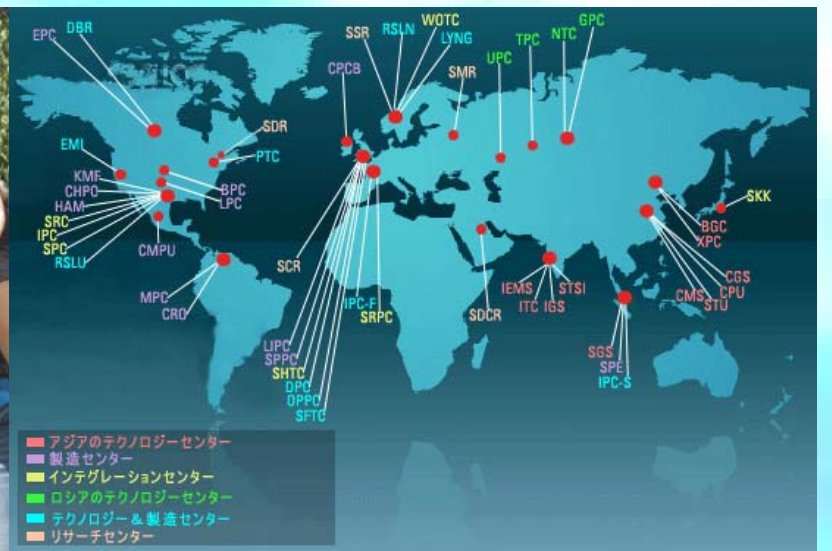 EPC
DBR
SSR
RSLN
WOTC
LYNG
CPCB
SMR
UPC
TPC
NTC
GPC
EMI
SDR
PTC
KMF
CHPC
HAM
SRC
IPC
SPC
RSLU
BPC
LPC
CMPU
MPC
CRO
SCR
IPC-F
SRPC
LIPC
SPPC
SHTC
DPC
OPPC
SFTC
SDCR
IEMS
STSI
ITC
IGS
SKK
BGC
XPC
CGS
CPU
CMS
STU
SGS
SPE
IPC-S
アジアのテクノロジーセンター
製造センター
インテグレーションセンター
ロシアのテクノロジーセンター
テクノロジー＆製造センター
リサーチセンター